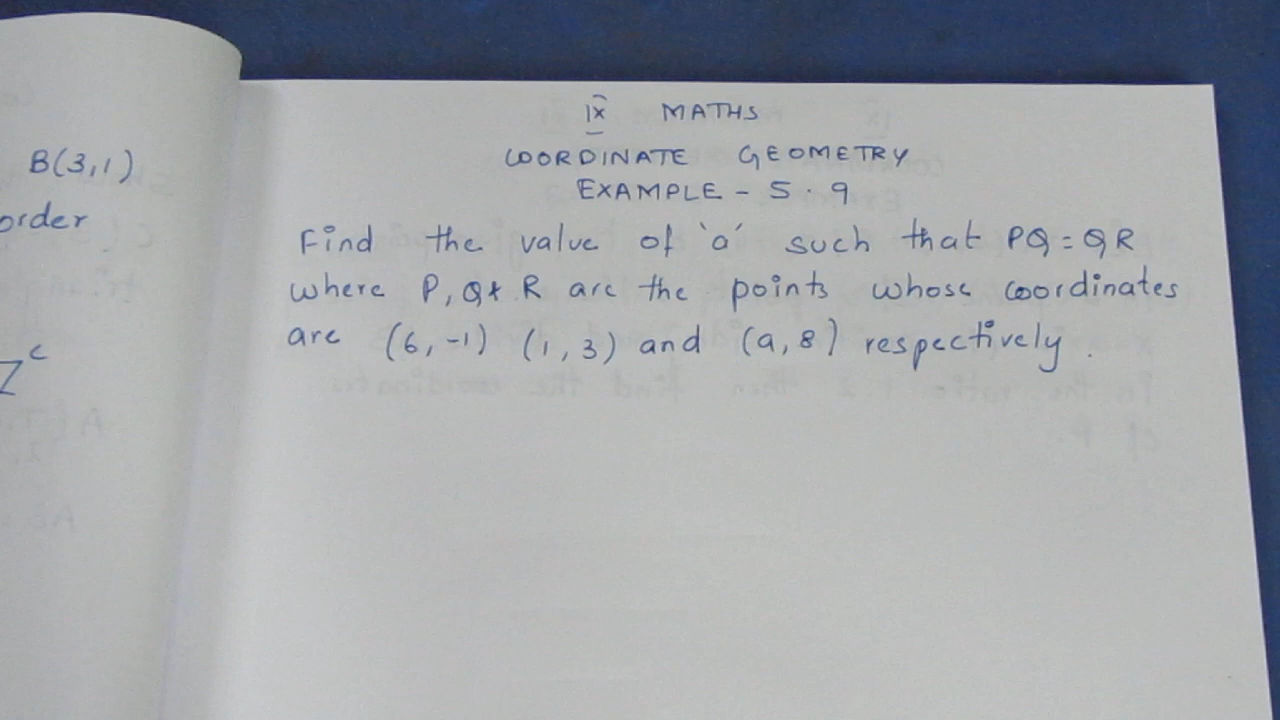 B(3,1)
order
c
IX MATHS
COORDINATE GEOMETRY
EXAMPLE - 5.9
Find the value of 'a' such that PQ = QR
where P, Q & R are the points whose coordinates
are (6,-1) (1,3) and (a,8) respectively.